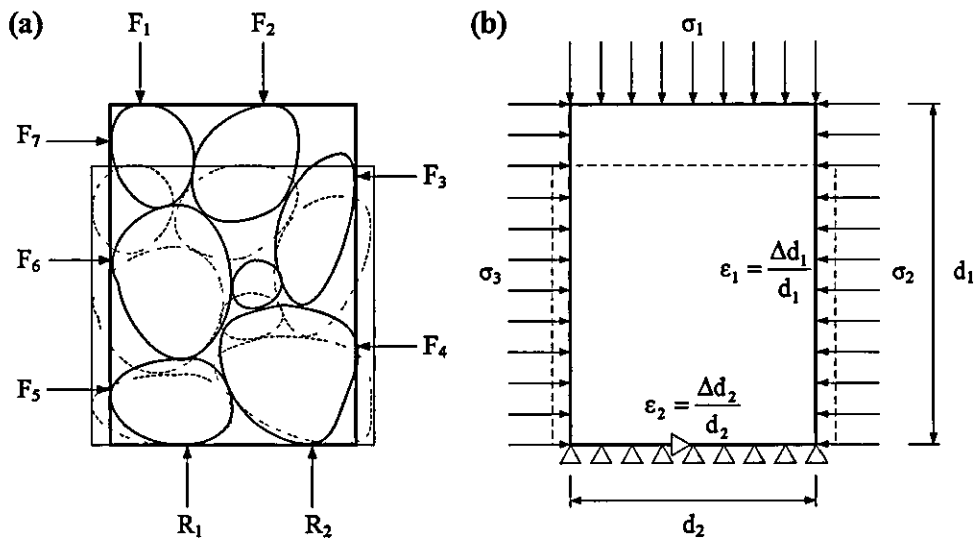 (a)
F₁
F₂
F₇
F₃
F₆
F₄
F₅
R₁
R₂
(b)
σ₁
σ₃
ε₁ = Δd₁/d₁
σ₂
d₁
ε₂ = Δd₂/d₂
d₂